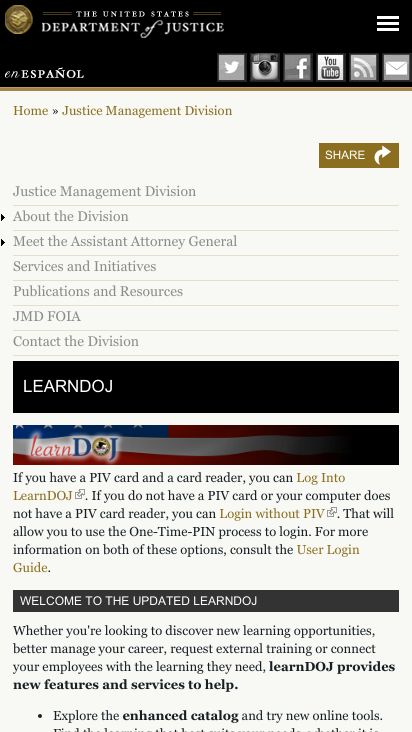 THE UNITED STATES
DEPARTMENT of JUSTICE
en ESPAÑOL
You
Tube
Home » Justice Management Division
SHARE
Justice Management Division
About the Division
Meet the Assistant Attorney General
Services and Initiatives
Publications and Resources
JMD FOIA
Contact the Division
LEARNDOJ
learnDOJ
If you have a PIV card and a card reader, you can Log Into
LearnDOJ. If you do not have a PIV card or your computer does
not have a PIV card reader, you can Login without PIV. That will
allow you to use the One-Time-PIN process to login. For more
information on both of these options, consult the User Login
Guide.
WELCOME TO THE UPDATED LEARNDOJ
Whether you're looking to discover new learning opportunities,
better manage your career, request external training or connect
your employees with the learning they need, learnDOJ provides
new features and services to help.
• Explore the enhanced catalog and try new online tools.